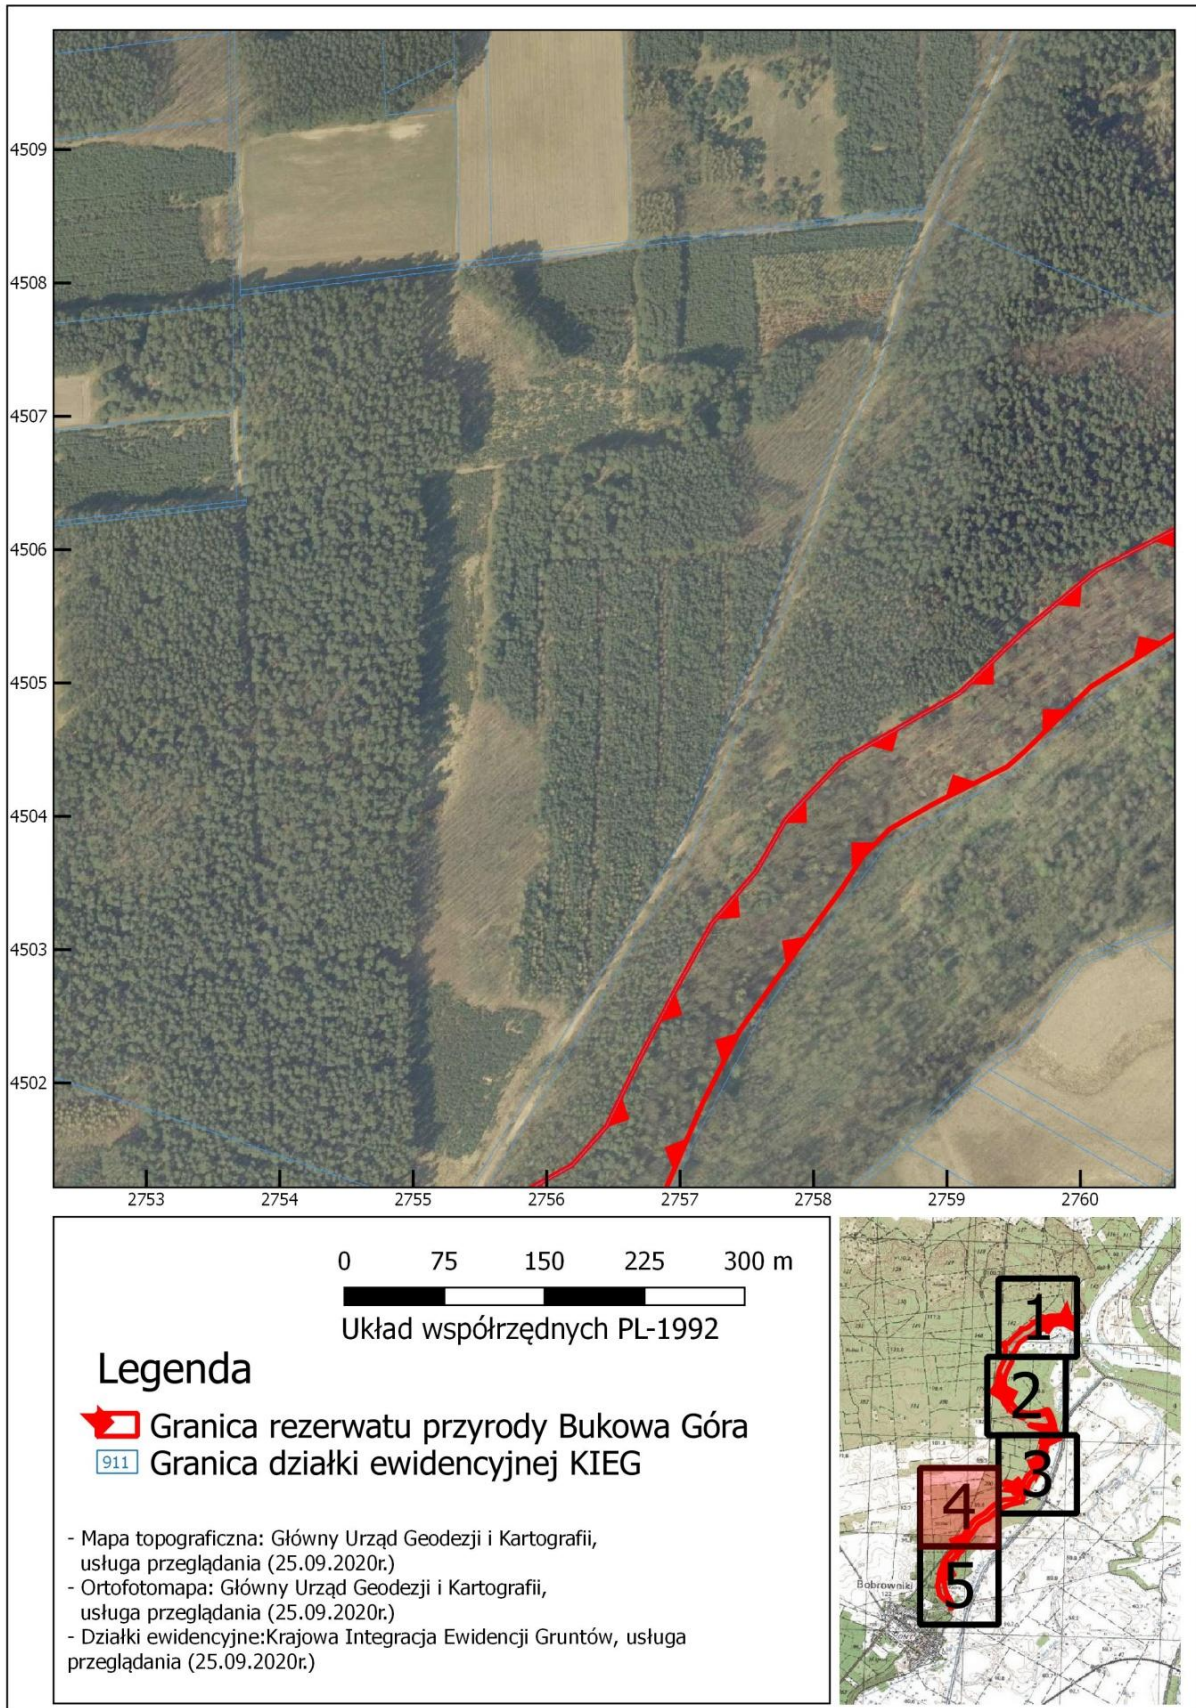 4509
4508
4507
4506
4505
4504
4503
4502
2753 2754 2755 2756 2757 2758 2759 2760
0 75 150 225 300 m
Układ współrzędnych PL-1992
Legenda
Granica rezerwatu przyrody Bukowa Góra
911 Granica działki ewidencyjnej KIEG
- Mapa topograficzna: Główny Urząd Geodezji i Kartografii,
usługa przeglądania (25.09.2020r.)
- Ortofotomapa: Główny Urząd Geodezji i Kartografii,
usługa przeglądania (25.09.2020r.)
- Działki ewidencyjne:Krajowa Integracja Ewidencji Gruntów, usługa
przeglądania (25.09.2020r.)
1
2
3
4
5
Bobrowniki